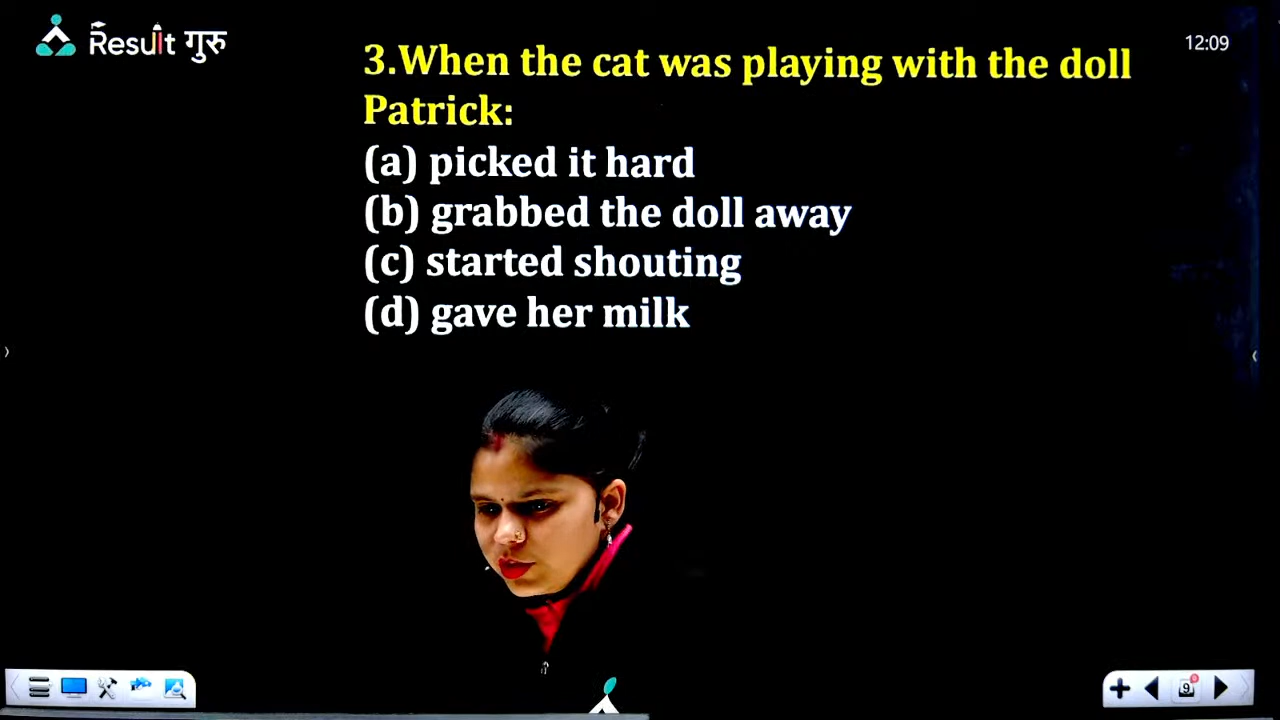 Result गुरु
12:09
3.When the cat was playing with the doll
Patrick:
(a) picked it hard
(b) grabbed the doll away
(c) started shouting
(d) gave her milk
9